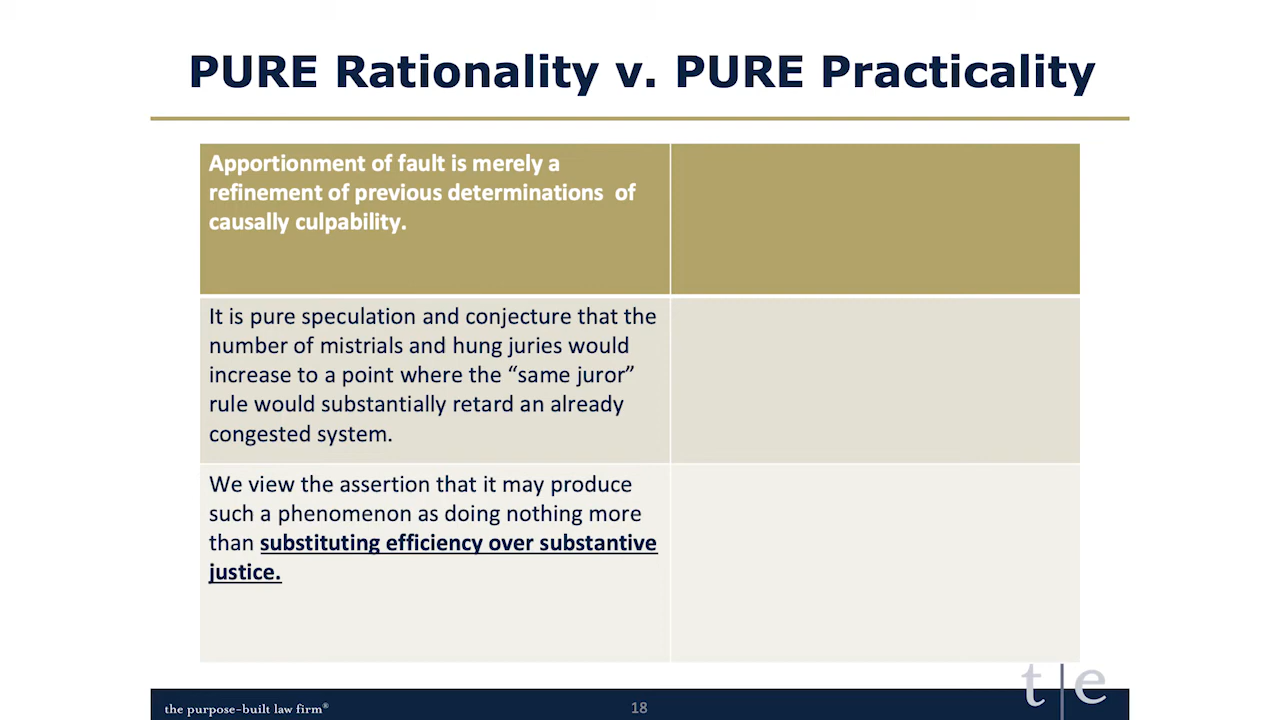 PURE Rationality v. PURE Practicality
Apportionment of fault is merely a
refinement of previous determinations  of
causally culpability.
It is pure speculation and conjecture that the
number of mistrials and hung juries would
increase to a point where the “same juror”
rule would substantially retard an already
congested system.
We view the assertion that it may produce
such a phenomenon as doing nothing more
than substituting efficiency over substantive
justice.
t|e
the purpose-built law firm®
18